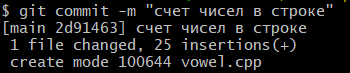 $ git commit -m "счет чисел в строке"
[main 2d91463] счет чисел в строке
 1 file changed, 25 insertions(+)
 create mode 100644 vowel.cpp